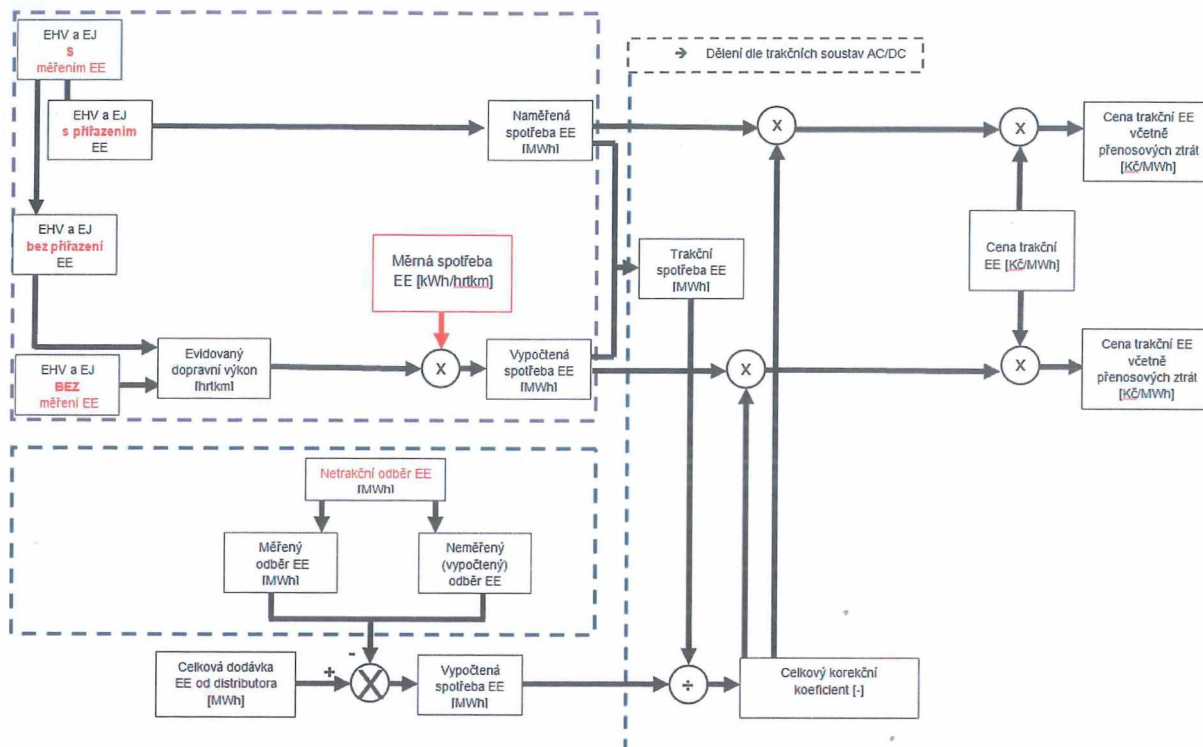 EHV a EJ
S
měřením EE
→ Dělení dle trakčních soustav AC/DC
EHV a EJ
s přiřazením
EE
Naměřená
spotřeba EE
[MWh]
X
X
Cena trakční EE
včetně
přenosových ztrát
[Kč/MWh]
EHV a EJ
bez přiřazení
EE
Měrná spotřeba
EE [kWh/hrtkm]
Trakční
spotřeba EE
[MWh]
Cena trakční
EE [Kč/MWh]
EHV a EJ
BEZ
měření EE
Evidovaný
dopravní výkon
[hrtkm]
X
Vypočtená
spotřeba EE
[MWh]
X
X
Cena trakční EE
včetně
přenosových ztrát
[Kč/MWh]
Netrakční odběr EE
[MWh]
Měřený
odběr EE
[MWh]
Neměřený
(vypočtený)
odběr EE
Celková dodávka
EE od distributora
[MWh]
+
-
X
Vypočtená
spotřeba EE
[MWh]
÷
Celkový korekční
koeficient [-]